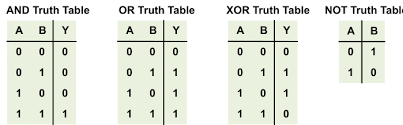 AND Truth Table OR Truth Table XOR Truth Table NOT Truth Table
A B Y A B Y A B Y A B
0 0 0 0 0 0 0 0 0 0 1
0 1 0 0 1 1 0 1 1 1 0
1 0 0 1 0 1 1 0 1
1 1 1 1 1 1 1 1 0